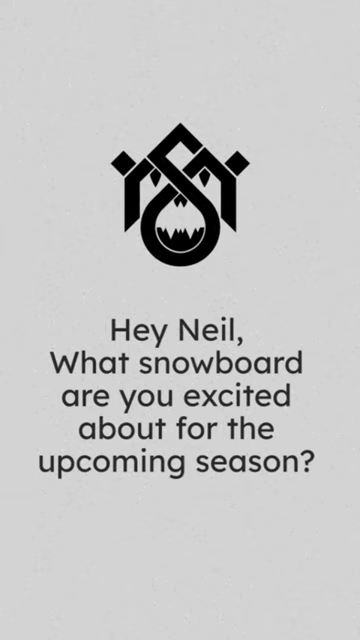 Hey Neil,
What snowboard
are you excited
about for the
upcoming season?